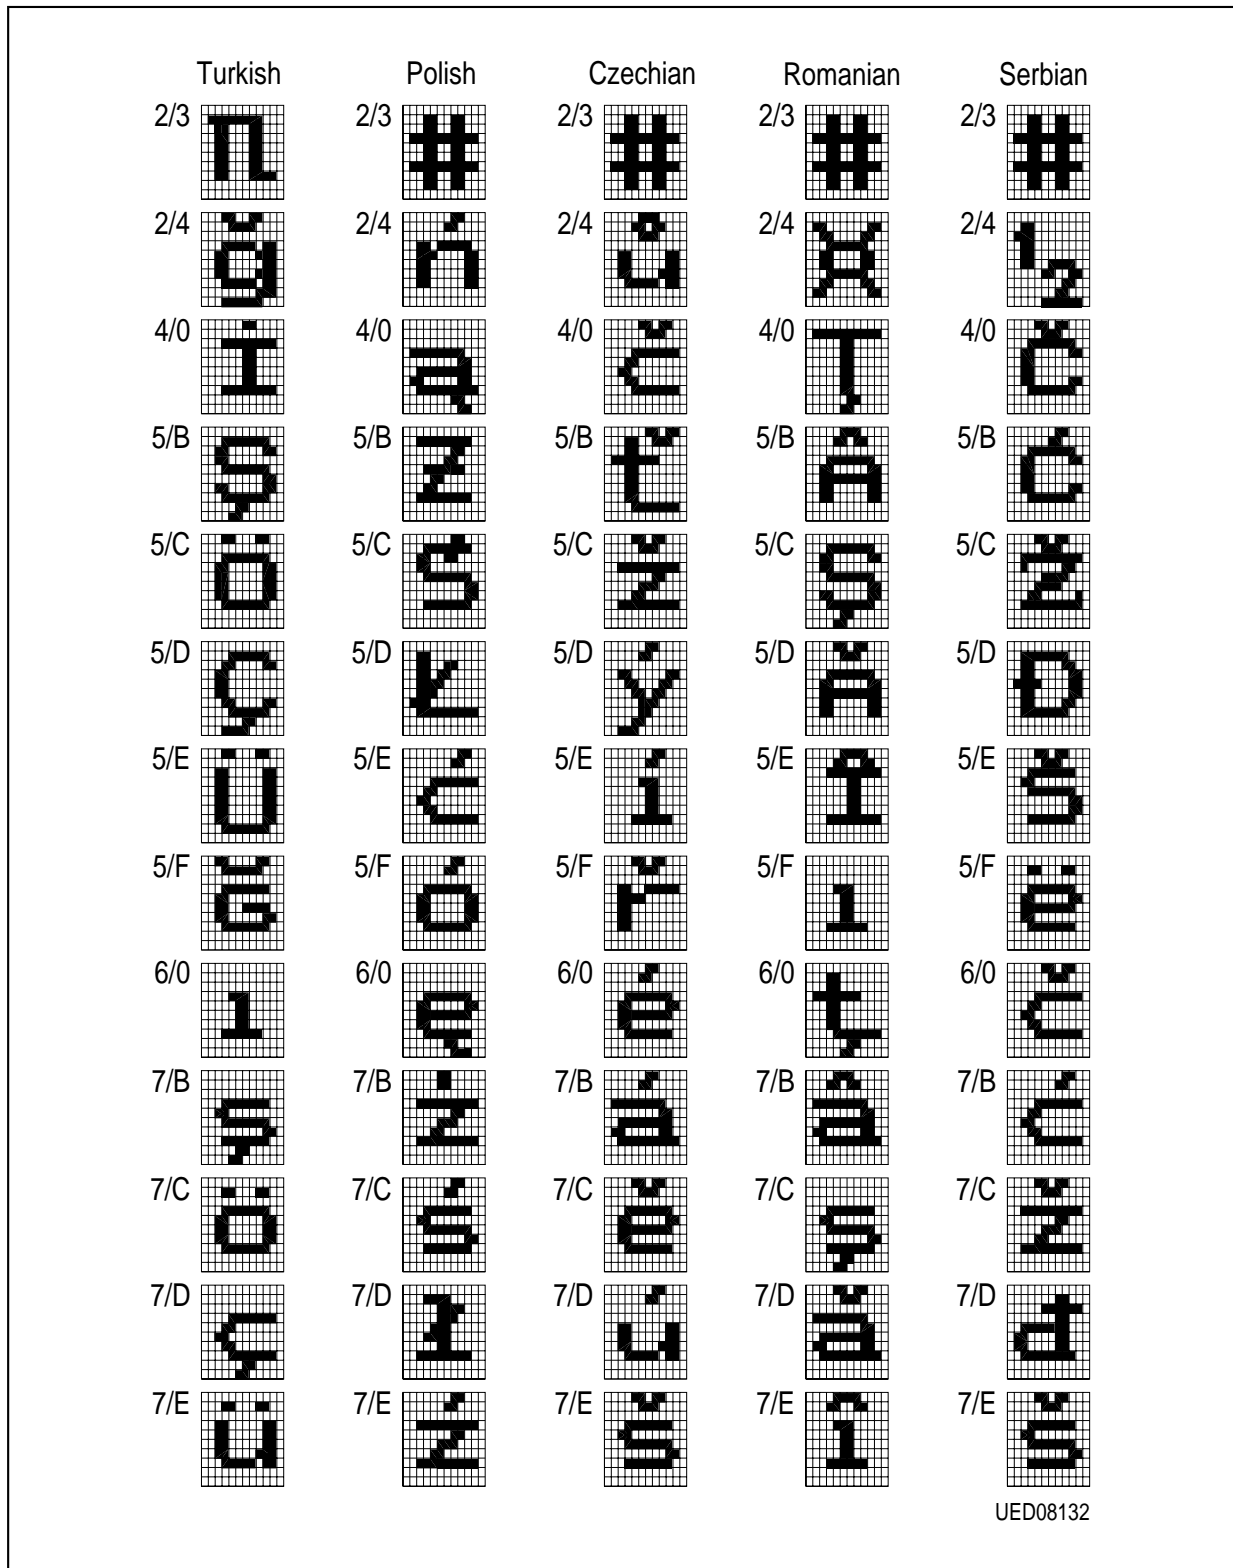 Turkish Polish Czechian Romanian Serbian
2/3 TL 2/3 # 2/3 # 2/3 # 2/3 #
2/4 ğ 2/4 ń 2/4 ů 2/4 ¤ 2/4 ½
4/0 İ 4/0 ą 4/0 č 4/0 Ţ 4/0 Č
5/B Ş 5/B Ƶ 5/B ť 5/B Â 5/B Ć
5/C Ö 5/C Ś 5/C ž 5/C Ş 5/C Ž
5/D Ç 5/D Ł 5/D ý 5/D Ă 5/D Đ
5/E Ü 5/E ć 5/E í 5/E Î 5/E Š
5/F Ğ 5/F ó 5/F ř 5/F ı 5/F ë
6/0 ı 6/0 ę 6/0 é 6/0 ţ 6/0 č
7/B ş 7/B ż 7/B á 7/B â 7/B ć
7/C ö 7/C ś 7/C ě 7/C ş 7/C ž
7/D ç 7/D ł 7/D ú 7/D ă 7/D đ
7/E ü 7/E ź 7/E š 7/E î 7/E š
UED08132